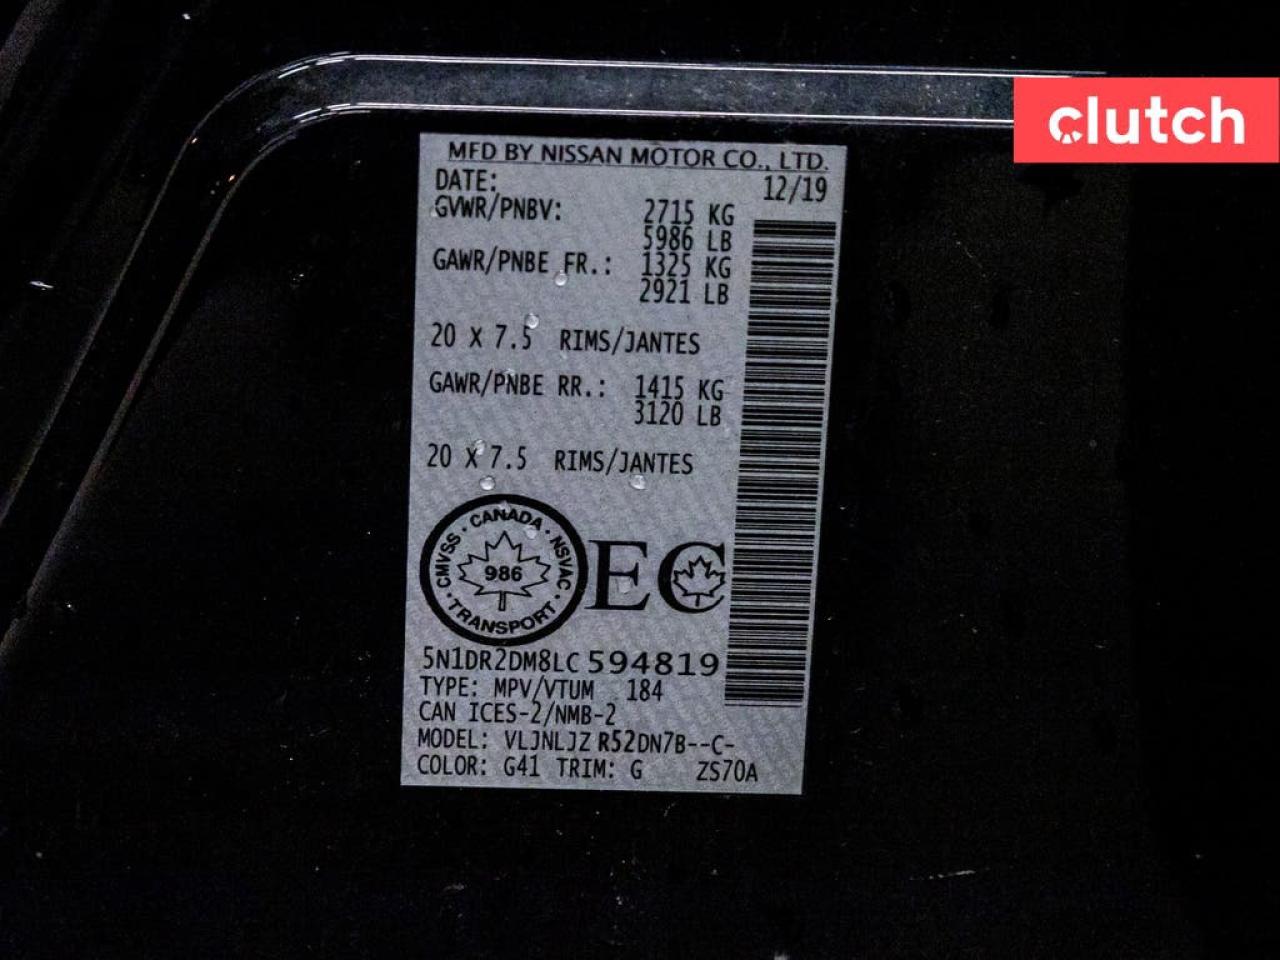 clutch
MFD BY NISSAN MOTOR CO., LTD.
DATE: 12/19
GVWR/PNBV: 2715 KG
5986 LB
GAWR/PNBE FR.: 1325 KG
2921 LB
20 X 7.5 RIMS/JANTES
GAWR/PNBE RR.: 1415 KG
3120 LB
20 X 7.5 RIMS/JANTES
CANADA · NSVAC · TRANSPORT · CMVSS ·
986
EC
5N1DR2DM8LC594819
TYPE: MPV/VTUM 184
CAN ICES-2/NMB-2
MODEL: VLJNLJZ R52DN7B--C-
COLOR: G41 TRIM: G ZS70A